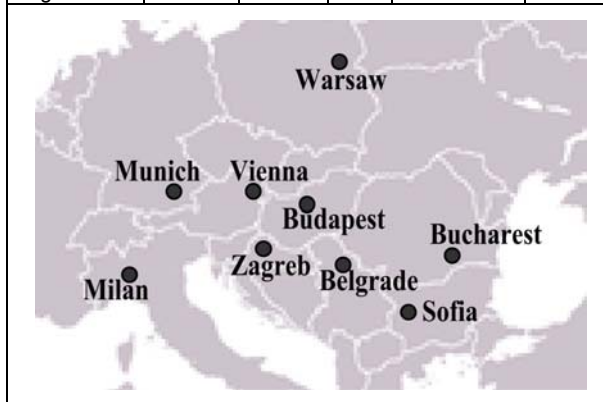 Warsaw
Munich
Vienna
Budapest
Bucharest
Zagreb
Belgrade
Milan
Sofia